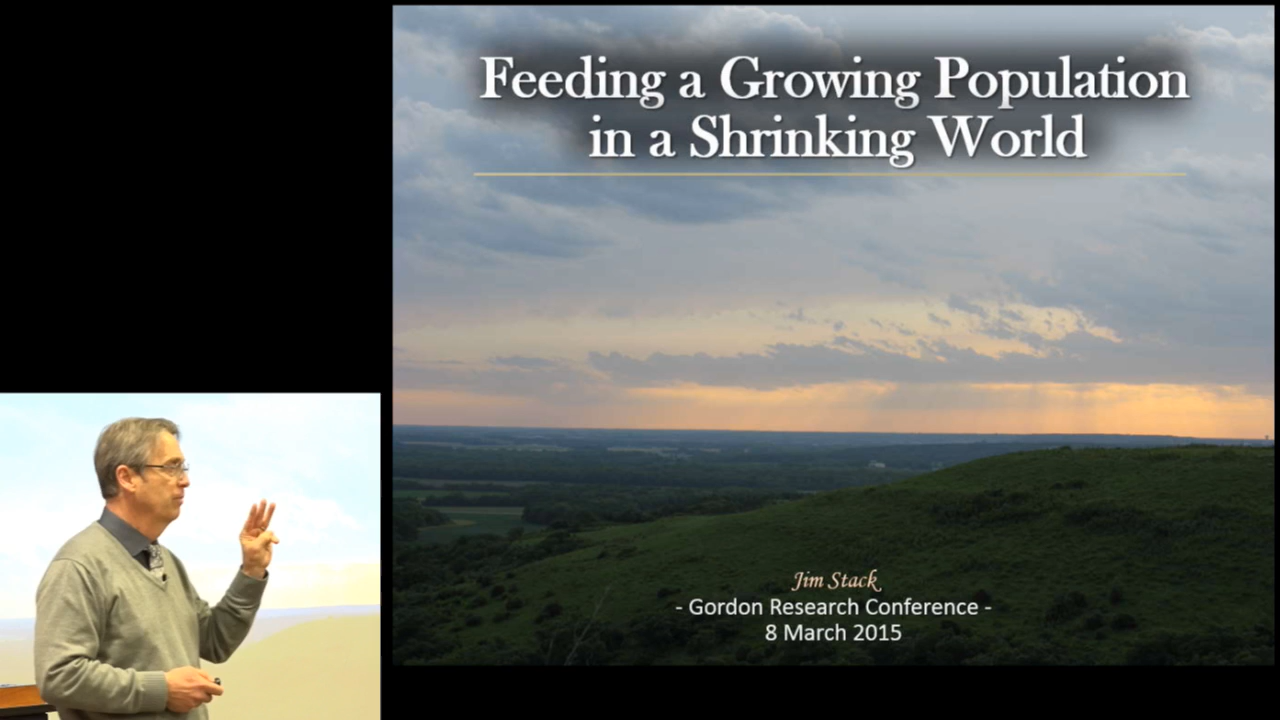 Feeding a Growing Population
in a Shrinking World
Jim Stack
- Gordon Research Conference -
8 March 2015